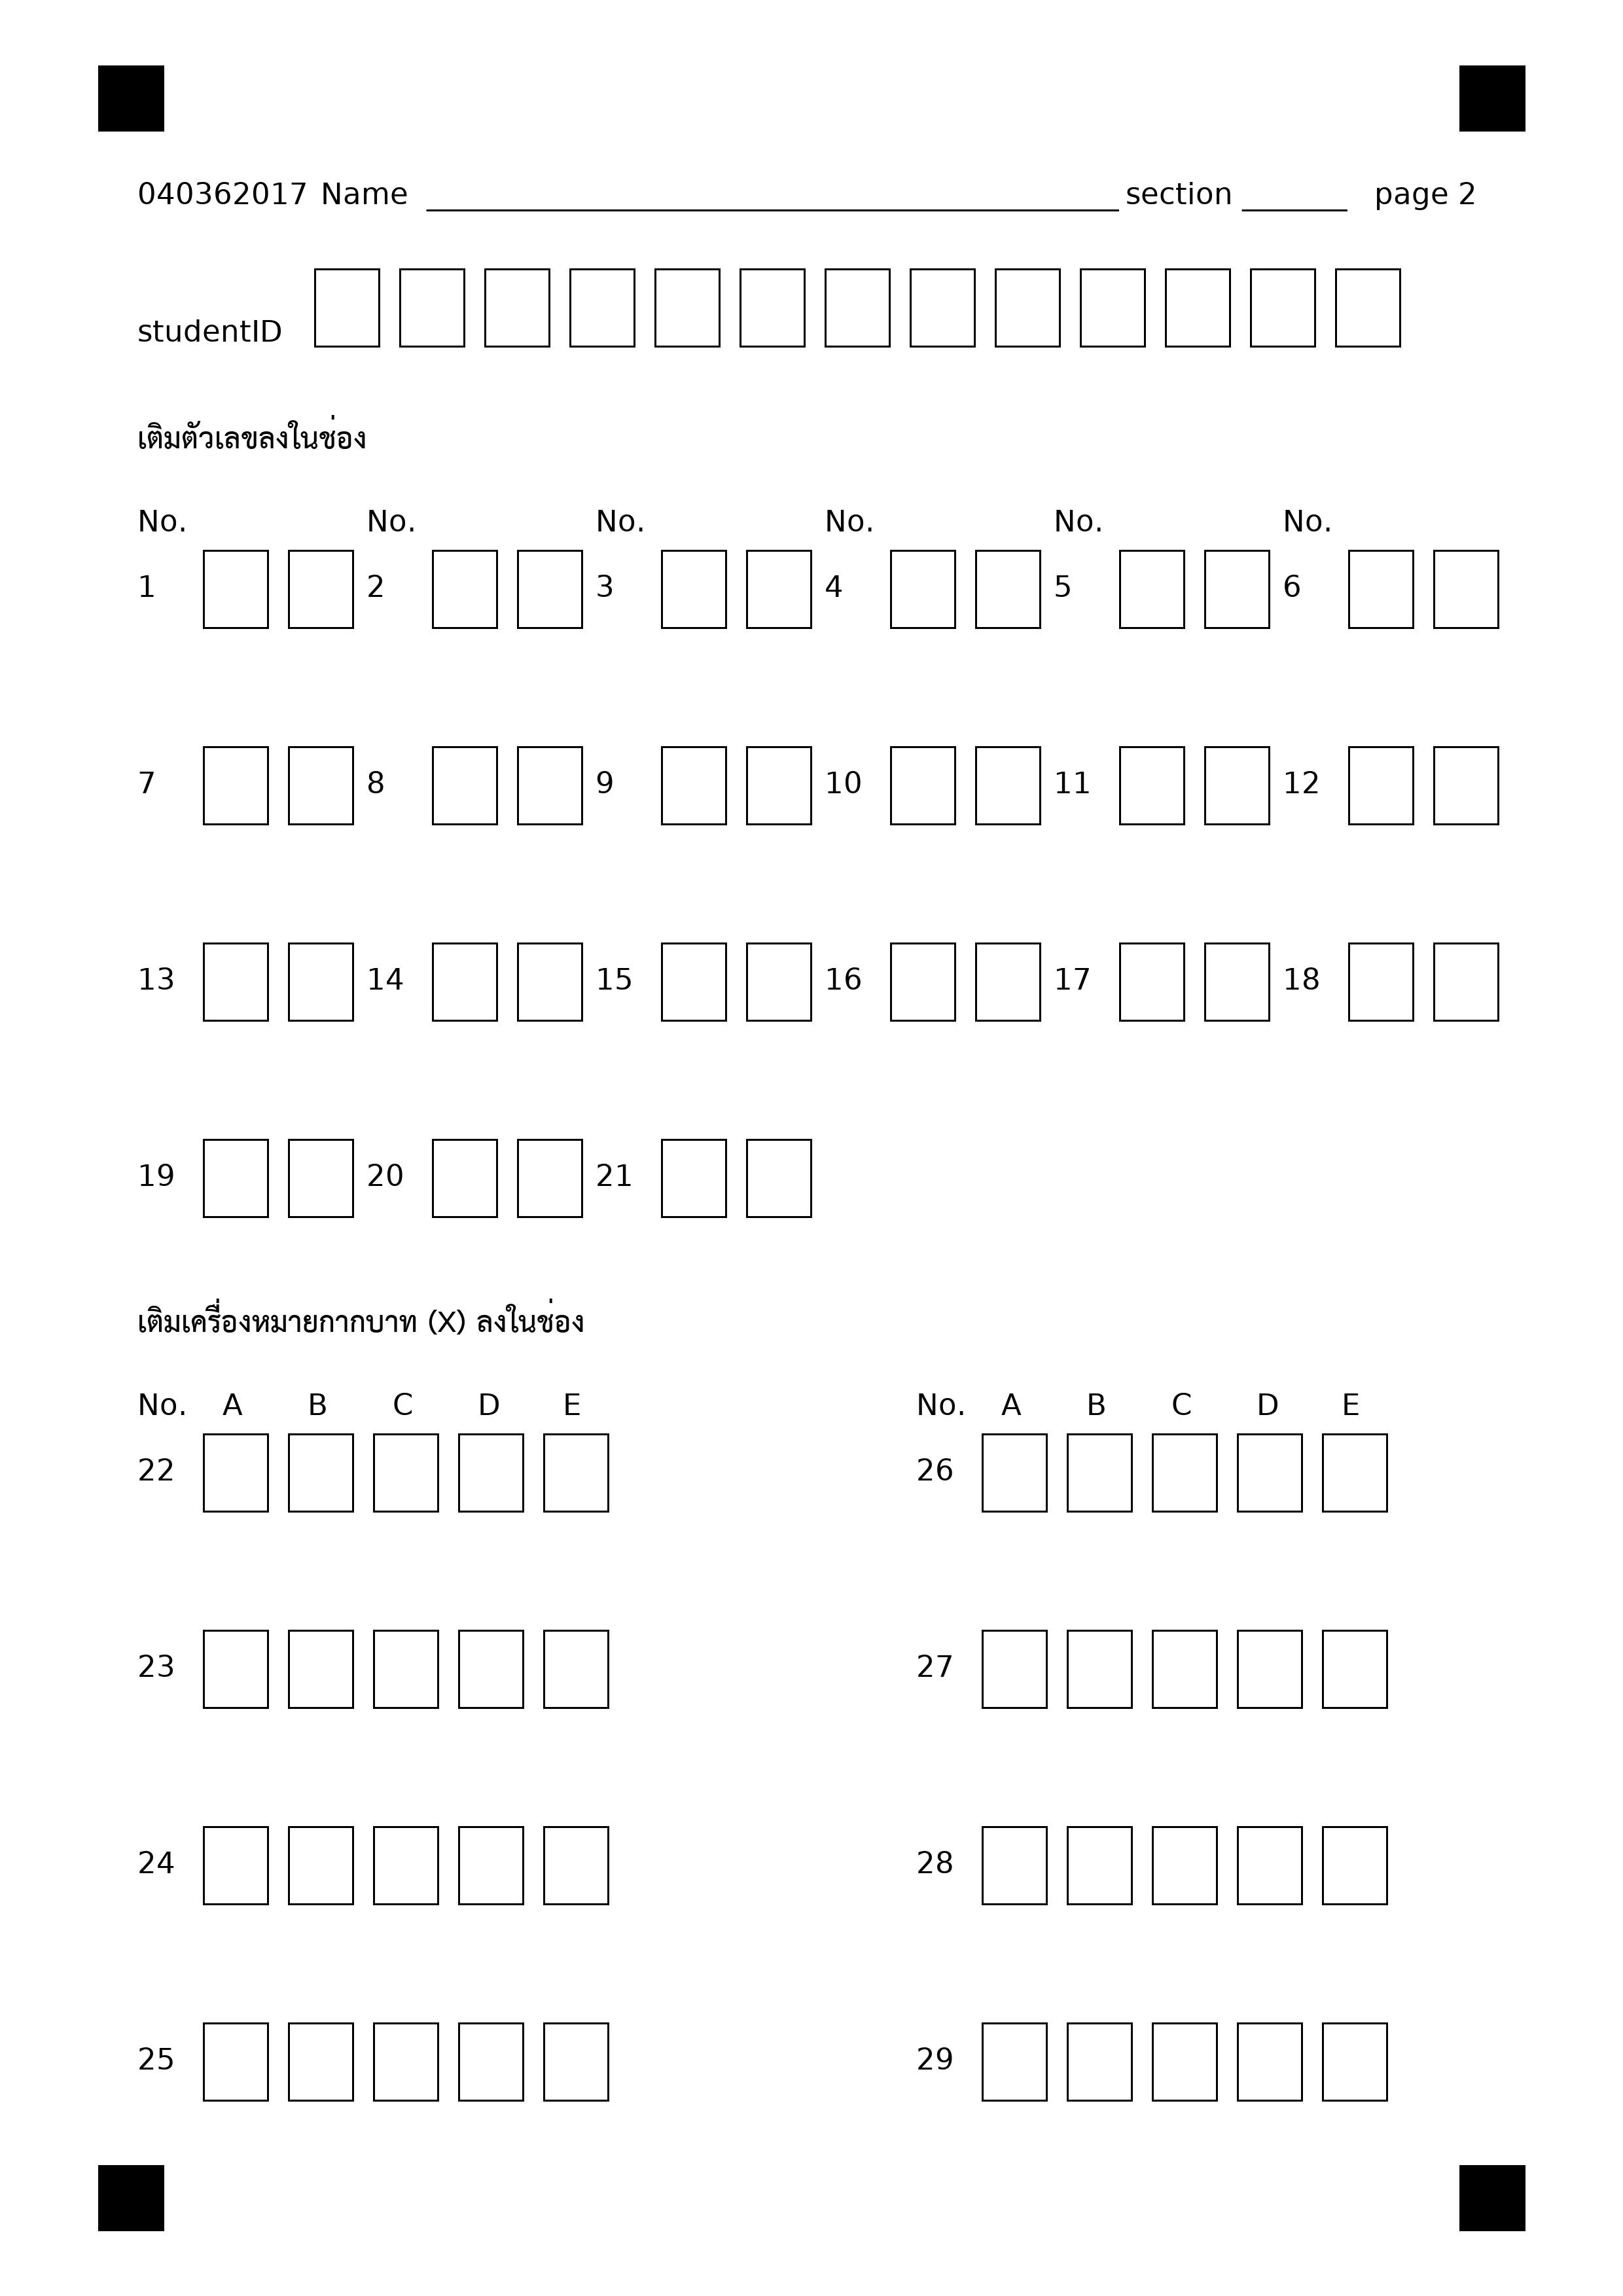 040362017 Name section page 2
studentID
เติมตัวเลขลงในช่อง
No. No. No. No. No. No.
1 2 3 4 5 6
7 8 9 10 11 12
13 14 15 16 17 18
19 20 21
เติมเครื่องหมายกากบาท (X) ลงในช่อง
No. A B C D E No. A B C D E
22 26
23 27
24 28
25 29